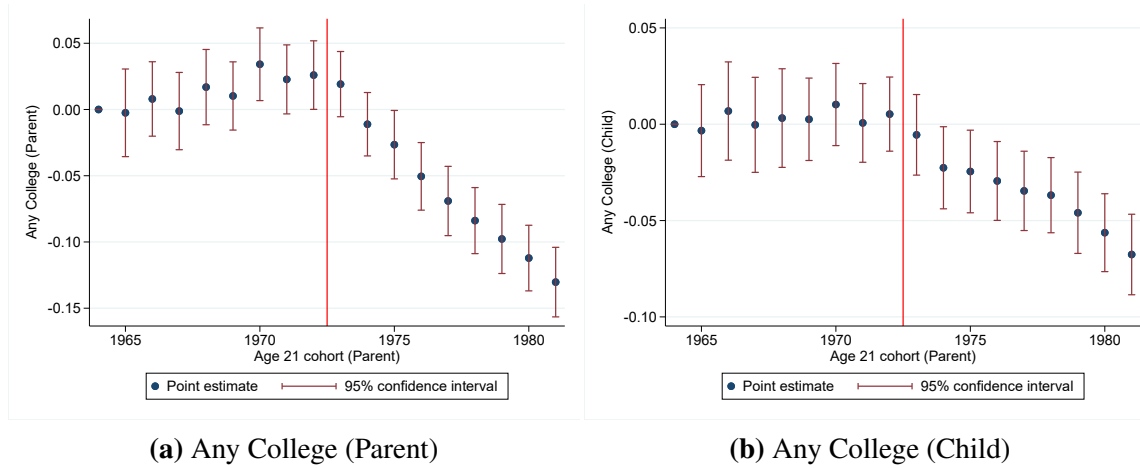 0.05
0.00
-0.05
-0.10
-0.15
Any College (Parent)
1965
1970
1975
1980
Age 21 cohort (Parent)
Point estimate
95% confidence interval
(a) Any College (Parent)
0.05
0.00
-0.05
-0.10
Any College (Child)
1965
1970
1975
1980
Age 21 cohort (Parent)
Point estimate
95% confidence interval
(b) Any College (Child)